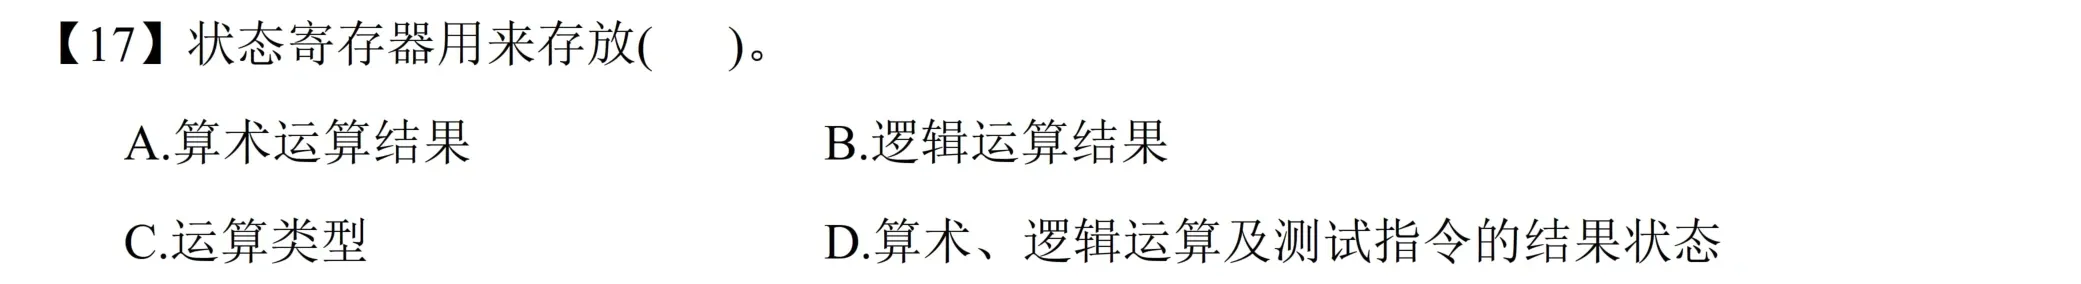 【17】状态寄存器用来存放(    )。
A.算术运算结果    B.逻辑运算结果
C.运算类型    D.算术、逻辑运算及测试指令的结果状态